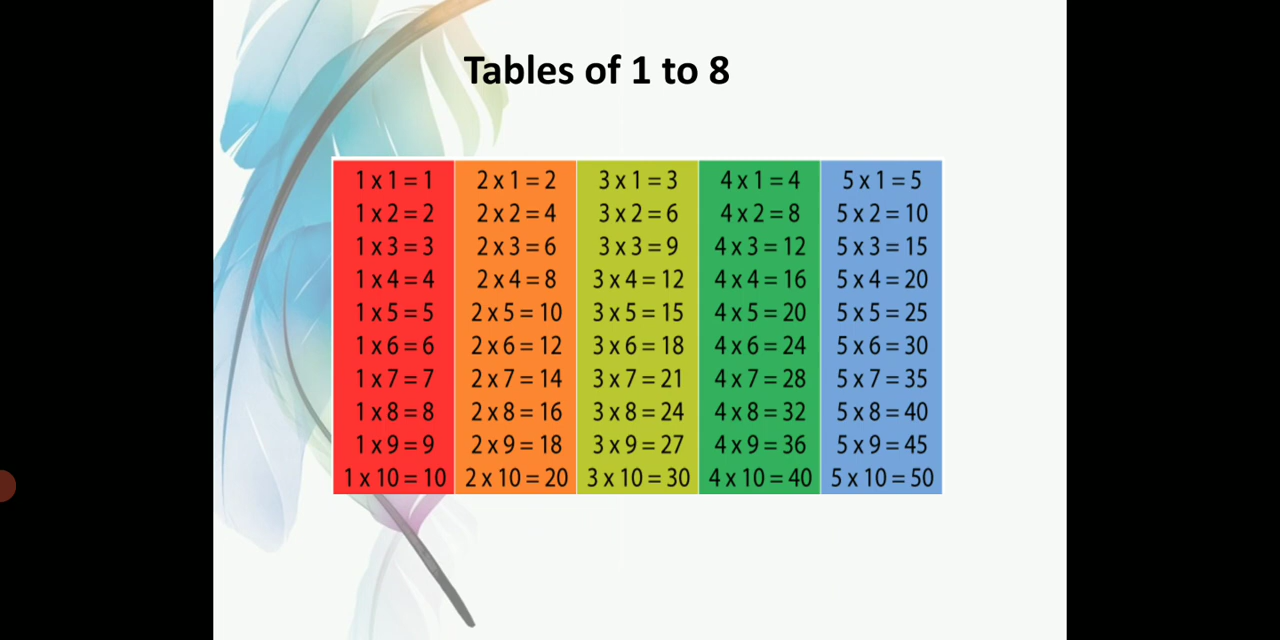 Tables of 1 to 8
1 x 1 = 1
1 x 2 = 2
1 x 3 = 3
1 x 4 = 4
1 x 5 = 5
1 x 6 = 6
1 x 7 = 7
1 x 8 = 8
1 x 9 = 9
1 x 10 = 10
2 x 1 = 2
2 x 2 = 4
2 x 3 = 6
2 x 4 = 8
2 x 5 = 10
2 x 6 = 12
2 x 7 = 14
2 x 8 = 16
2 x 9 = 18
2 x 10 = 20
3 x 1 = 3
3 x 2 = 6
3 x 3 = 9
3 x 4 = 12
3 x 5 = 15
3 x 6 = 18
3 x 7 = 21
3 x 8 = 24
3 x 9 = 27
3 x 10 = 30
4 x 1 = 4
4 x 2 = 8
4 x 3 = 12
4 x 4 = 16
4 x 5 = 20
4 x 6 = 24
4 x 7 = 28
4 x 8 = 32
4 x 9 = 36
4 x 10 = 40
5 x 1 = 5
5 x 2 = 10
5 x 3 = 15
5 x 4 = 20
5 x 5 = 25
5 x 6 = 30
5 x 7 = 35
5 x 8 = 40
5 x 9 = 45
5 x 10 = 50